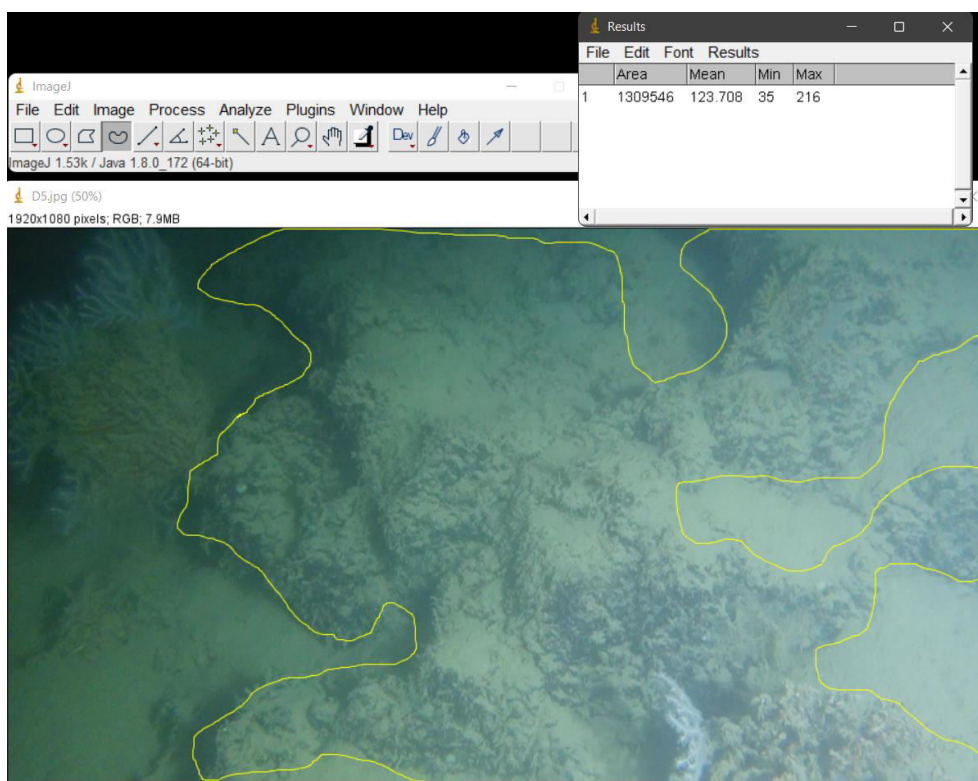 Results
File Edit Font Results
Area Mean Min Max
1 1309546 123.708 35 216
ImageJ
File Edit Image Process Analyze Plugins Window Help
Dev
ImageJ 1.53k / Java 1.8.0_172 (64-bit)
D5.jpg (50%)
1920x1080 pixels; RGB; 7.9MB